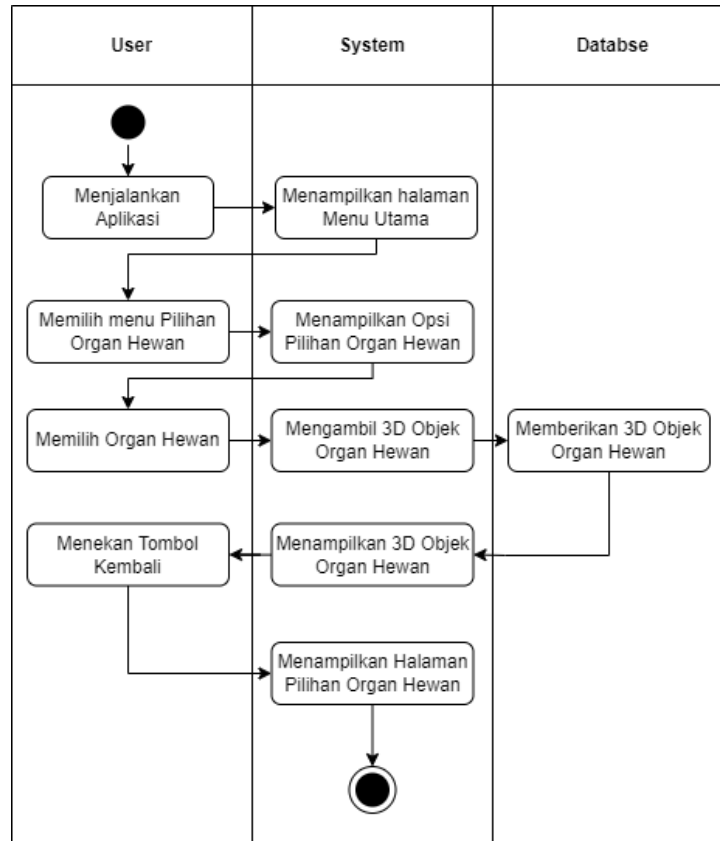 User
System
Databse
Menjalankan
Aplikasi
Menampilkan halaman
Menu Utama
Memilih menu Pilihan
Organ Hewan
Menampilkan Opsi
Pilihan Organ Hewan
Memilih Organ Hewan
Mengambil 3D Objek
Organ Hewan
Memberikan 3D Objek
Organ Hewan
Menekan Tombol
Kembali
Menampilkan 3D Objek
Organ Hewan
Menampilkan Halaman
Pilihan Organ Hewan